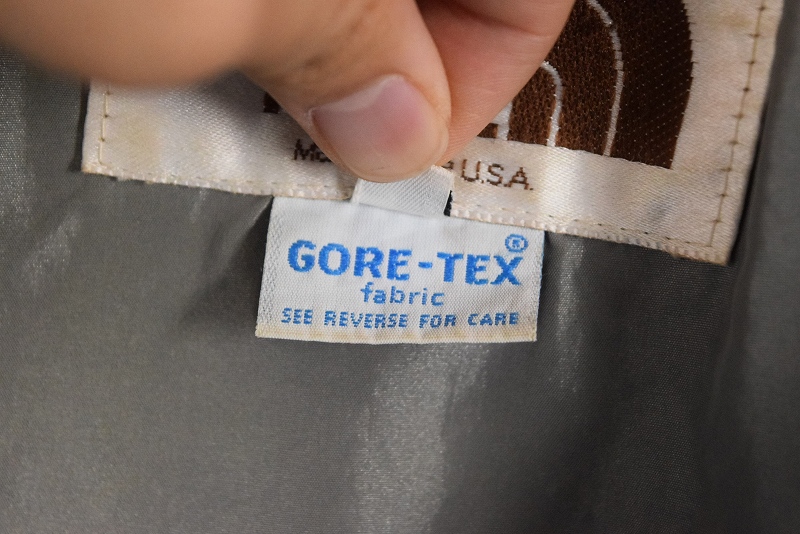 U.S.A.
GORE-TEX®
fabric
SEE REVERSE FOR CARE